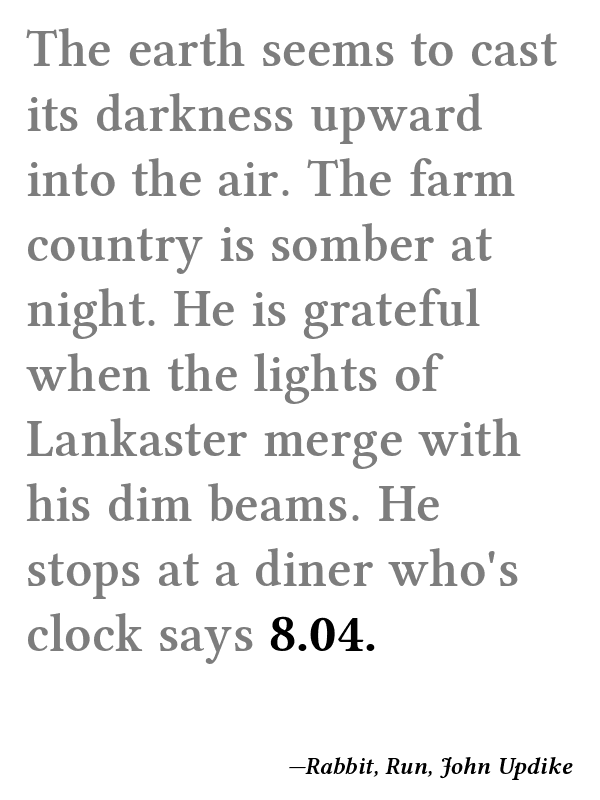 The earth seems to cast
its darkness upward
into the air. The farm
country is somber at
night. He is grateful
when the lights of
Lankaster merge with
his dim beams. He
stops at a diner who's
clock says 8.04.
—Rabbit, Run, John Updike